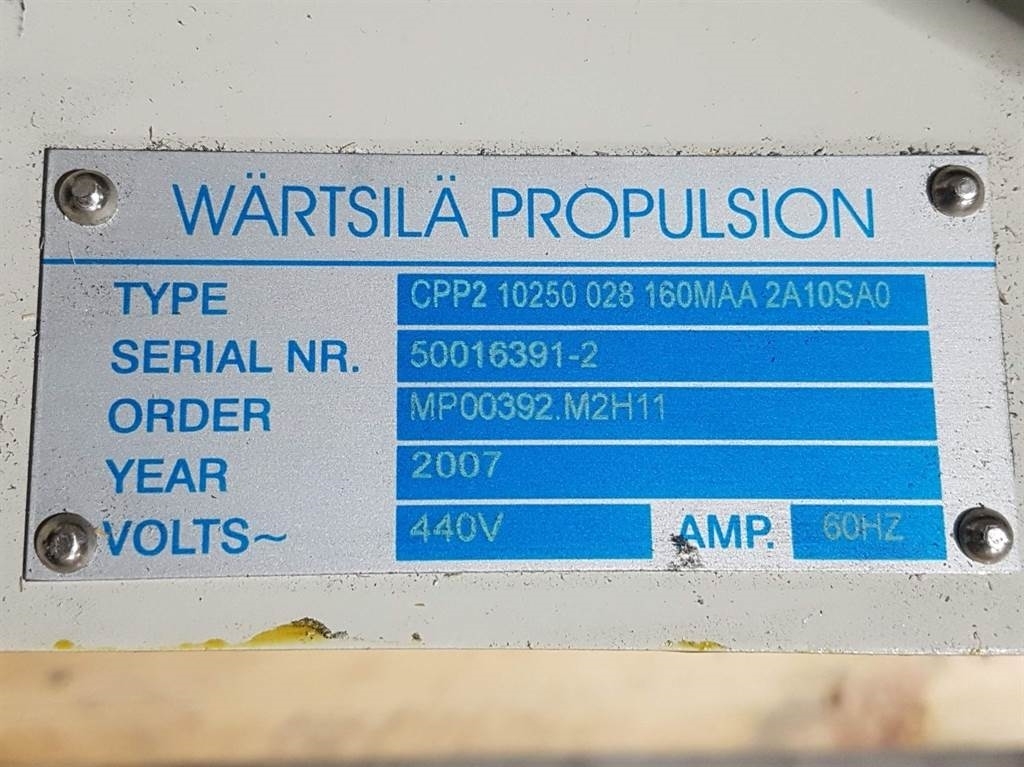 WÄRTSILÄ PROPULSION
TYPE CPP2 10250 028 160MAA 2A10SA0
SERIAL NR. 50016391-2
ORDER MP00392.M2H11
YEAR 2007
VOLTS~ 440V AMP. 60HZ